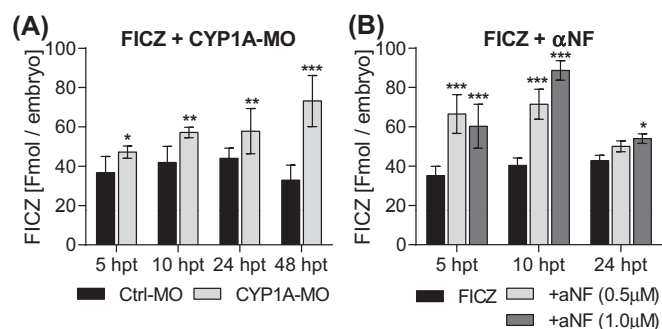 (A)
FICZ + CYP1A-MO
FICZ [Fmol / embryo]
100
80
60
40
20
0
* ** ** ***
5 hpt 10 hpt 24 hpt 48 hpt
Ctrl-MO CYP1A-MO
(B)
FICZ + αNF
FICZ [Fmol / embryo]
100
80
60
40
20
0
*** *** *** *** *
5 hpt 10 hpt 24 hpt
FICZ +aNF (0.5µM)
+aNF (1.0µM)